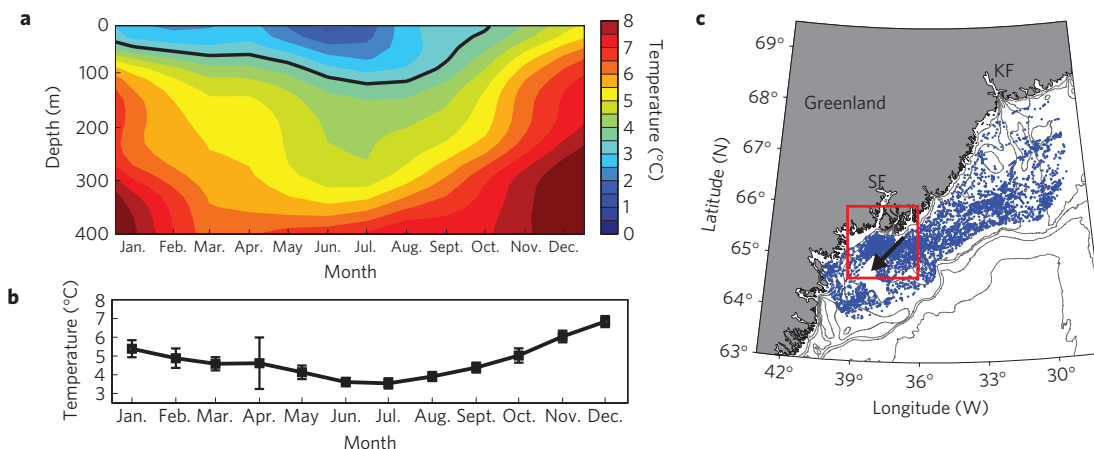 a
0
100
200
300
400
Depth (m)
Jan. Feb. Mar. Apr. May Jun. Jul. Aug. Sept. Oct. Nov. Dec.
Month
8
7
6
5
4
3
2
1
0
Temperature (°C)
b
8
7
6
5
4
3
Temperature (°C)
Jan. Feb. Mar. Apr. May Jun. Jul. Aug. Sept. Oct. Nov. Dec.
Month
c
69°
68°
67°
66°
65°
64°
63°
Latitude (N)
Greenland
KF
SF
42° 39° 36° 33° 30°
Longitude (W)